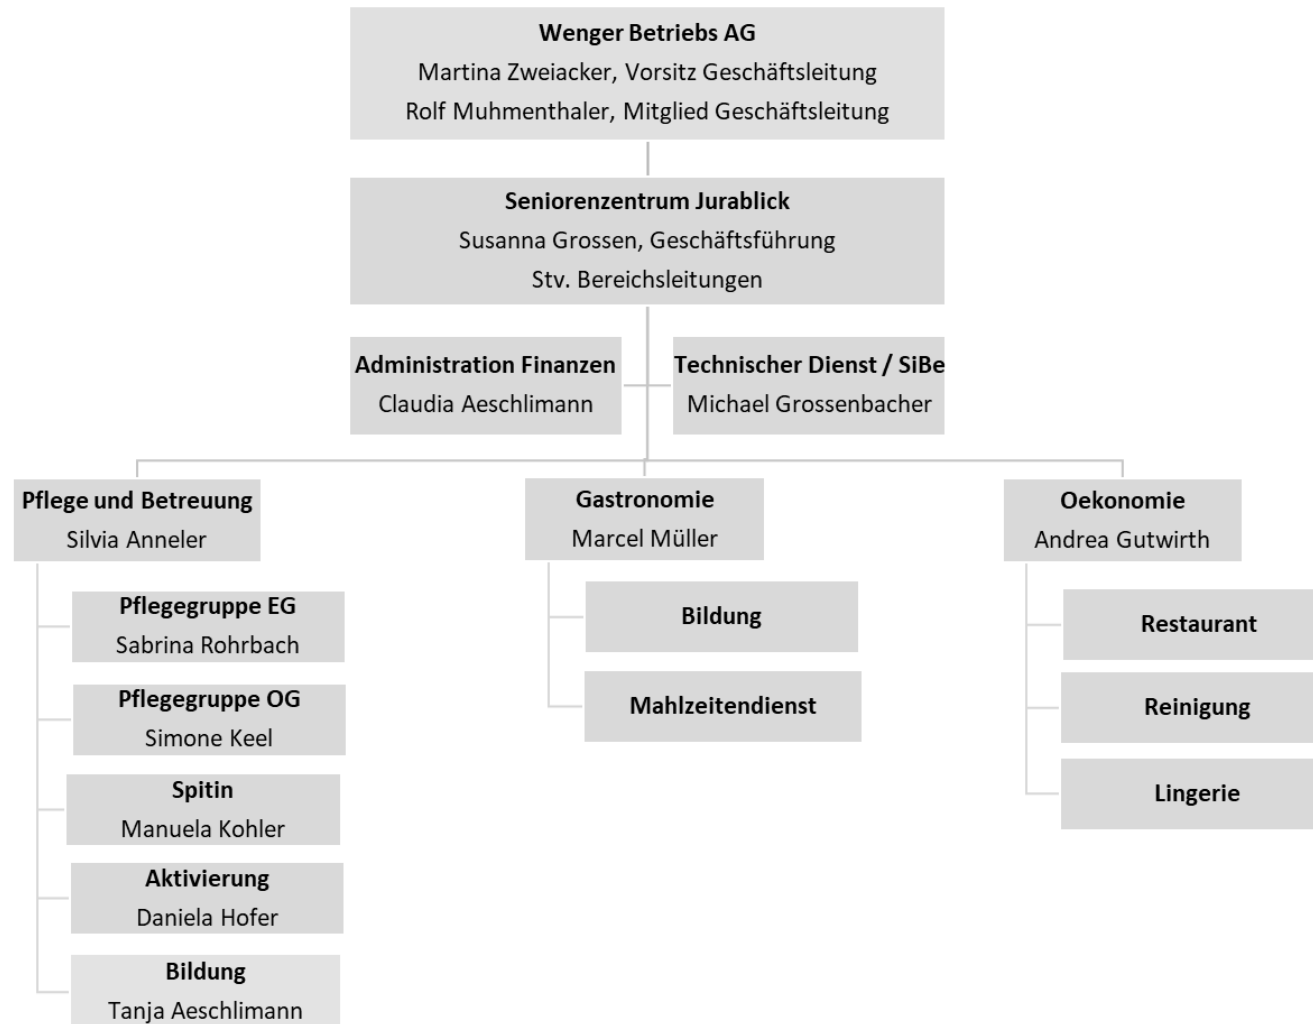 Wenger Betriebs AG
Martina Zweiacker, Vorsitz Geschäftsleitung
Rolf Muhmenthaler, Mitglied Geschäftsleitung
Seniorenzentrum Jurablick
Susanna Grossen, Geschäftsführung
Stv. Bereichsleitungen
Administration Finanzen
Claudia Aeschlimann
Technischer Dienst / SiBe
Michael Grossenbacher
Pflege und Betreuung
Silvia Anneler
Pflegegruppe EG
Sabrina Rohrbach
Pflegegruppe OG
Simone Keel
Spitin
Manuela Kohler
Aktivierung
Daniela Hofer
Bildung
Tanja Aeschlimann
Gastronomie
Marcel Müller
Bildung
Mahlzeitendienst
Oekonomie
Andrea Gutwirth
Restaurant
Reinigung
Lingerie